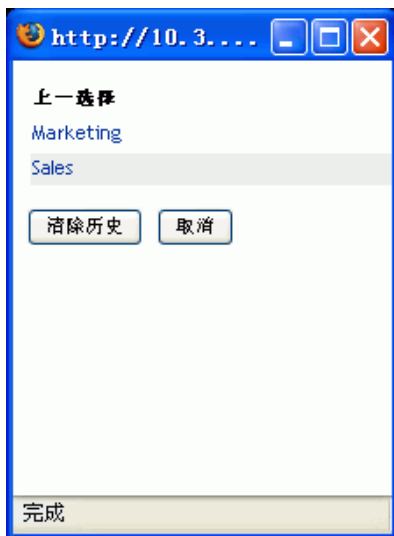 http://10.3....
上一选择
Marketing
Sales
清除历史 取消
完成